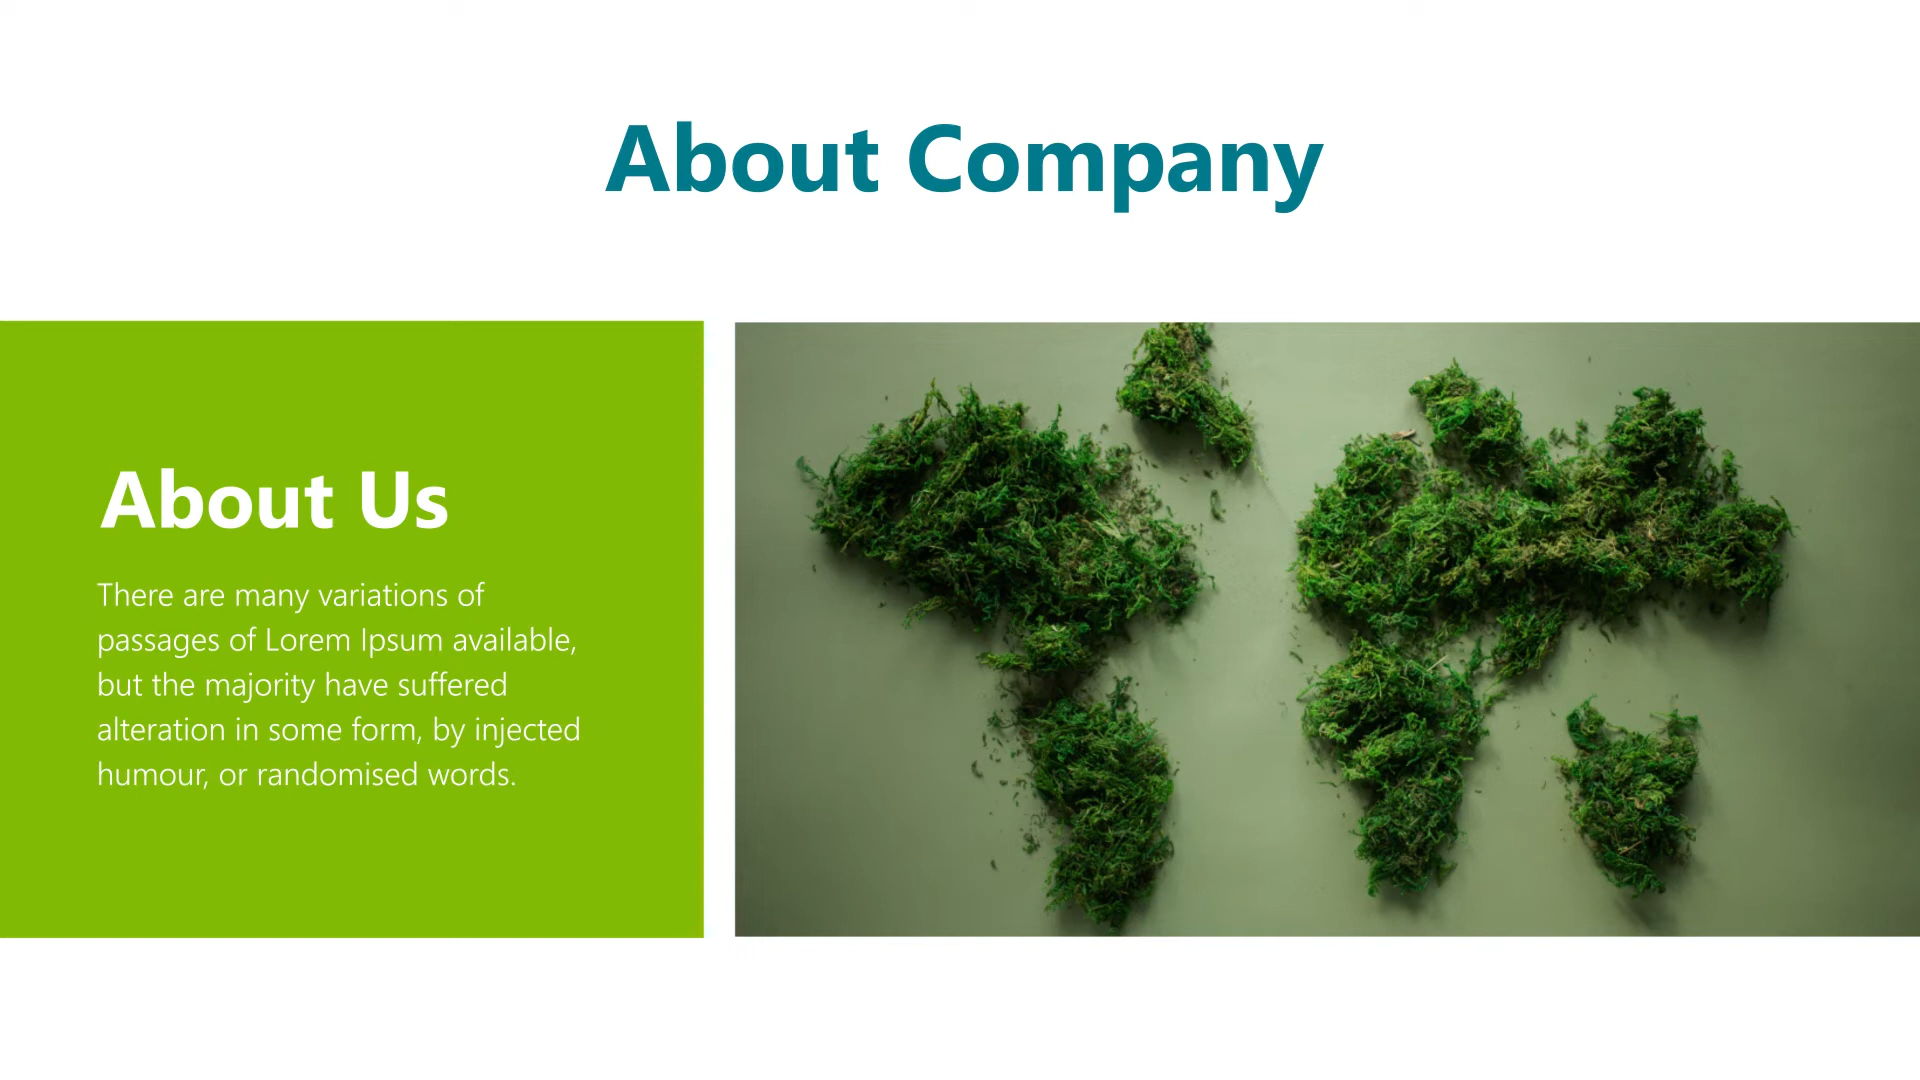 About Company
About Us
There are many variations of
passages of Lorem Ipsum available,
but the majority have suffered
alteration in some form, by injected
humour, or randomised words.